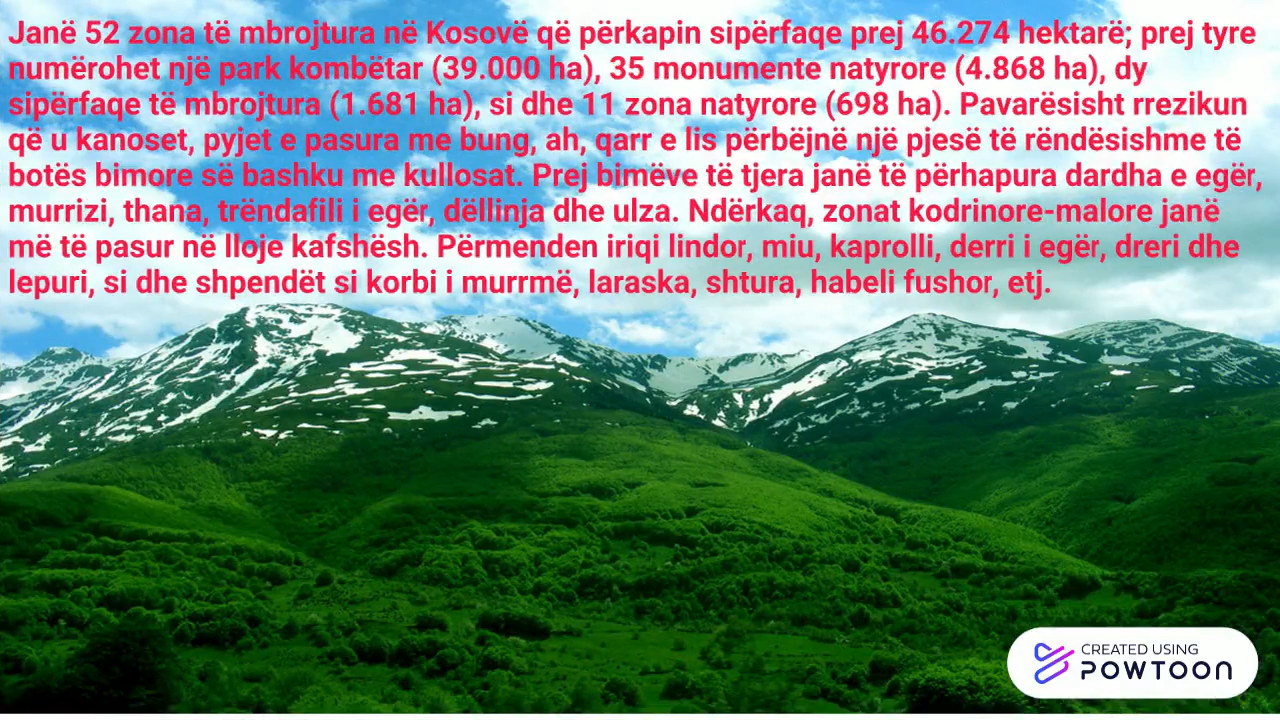 Janë 52 zona të mbrojtura në Kosovë që përkapin sipërfaqe prej 46.274 hektarë; prej tyre
numërohet një park kombëtar (39.000 ha), 35 monumente natyrore (4.868 ha), dy
sipërfaqe të mbrojtura (1.681 ha), si dhe 11 zona natyrore (698 ha). Pavarësisht rrezikun
që u kanoset, pyjet e pasura me bung, ah, qarr e lis përbëjnë një pjesë të rëndësishme të
botës bimore së bashku me kullosat. Prej bimëve të tjera janë të përhapura dardha e egër,
murrizi, thana, trëndafili i egër, dëllinja dhe ulza. Ndërkaq, zonat kodrinore-malore janë
më të pasur në lloje kafshësh. Përmenden iriqi lindor, miu, kaprolli, derri i egër, dreri dhe
lepuri, si dhe shpendët si korbi i murrmë, laraska, shtura, habeli fushor, etj.
CREATED USING
POWTOON